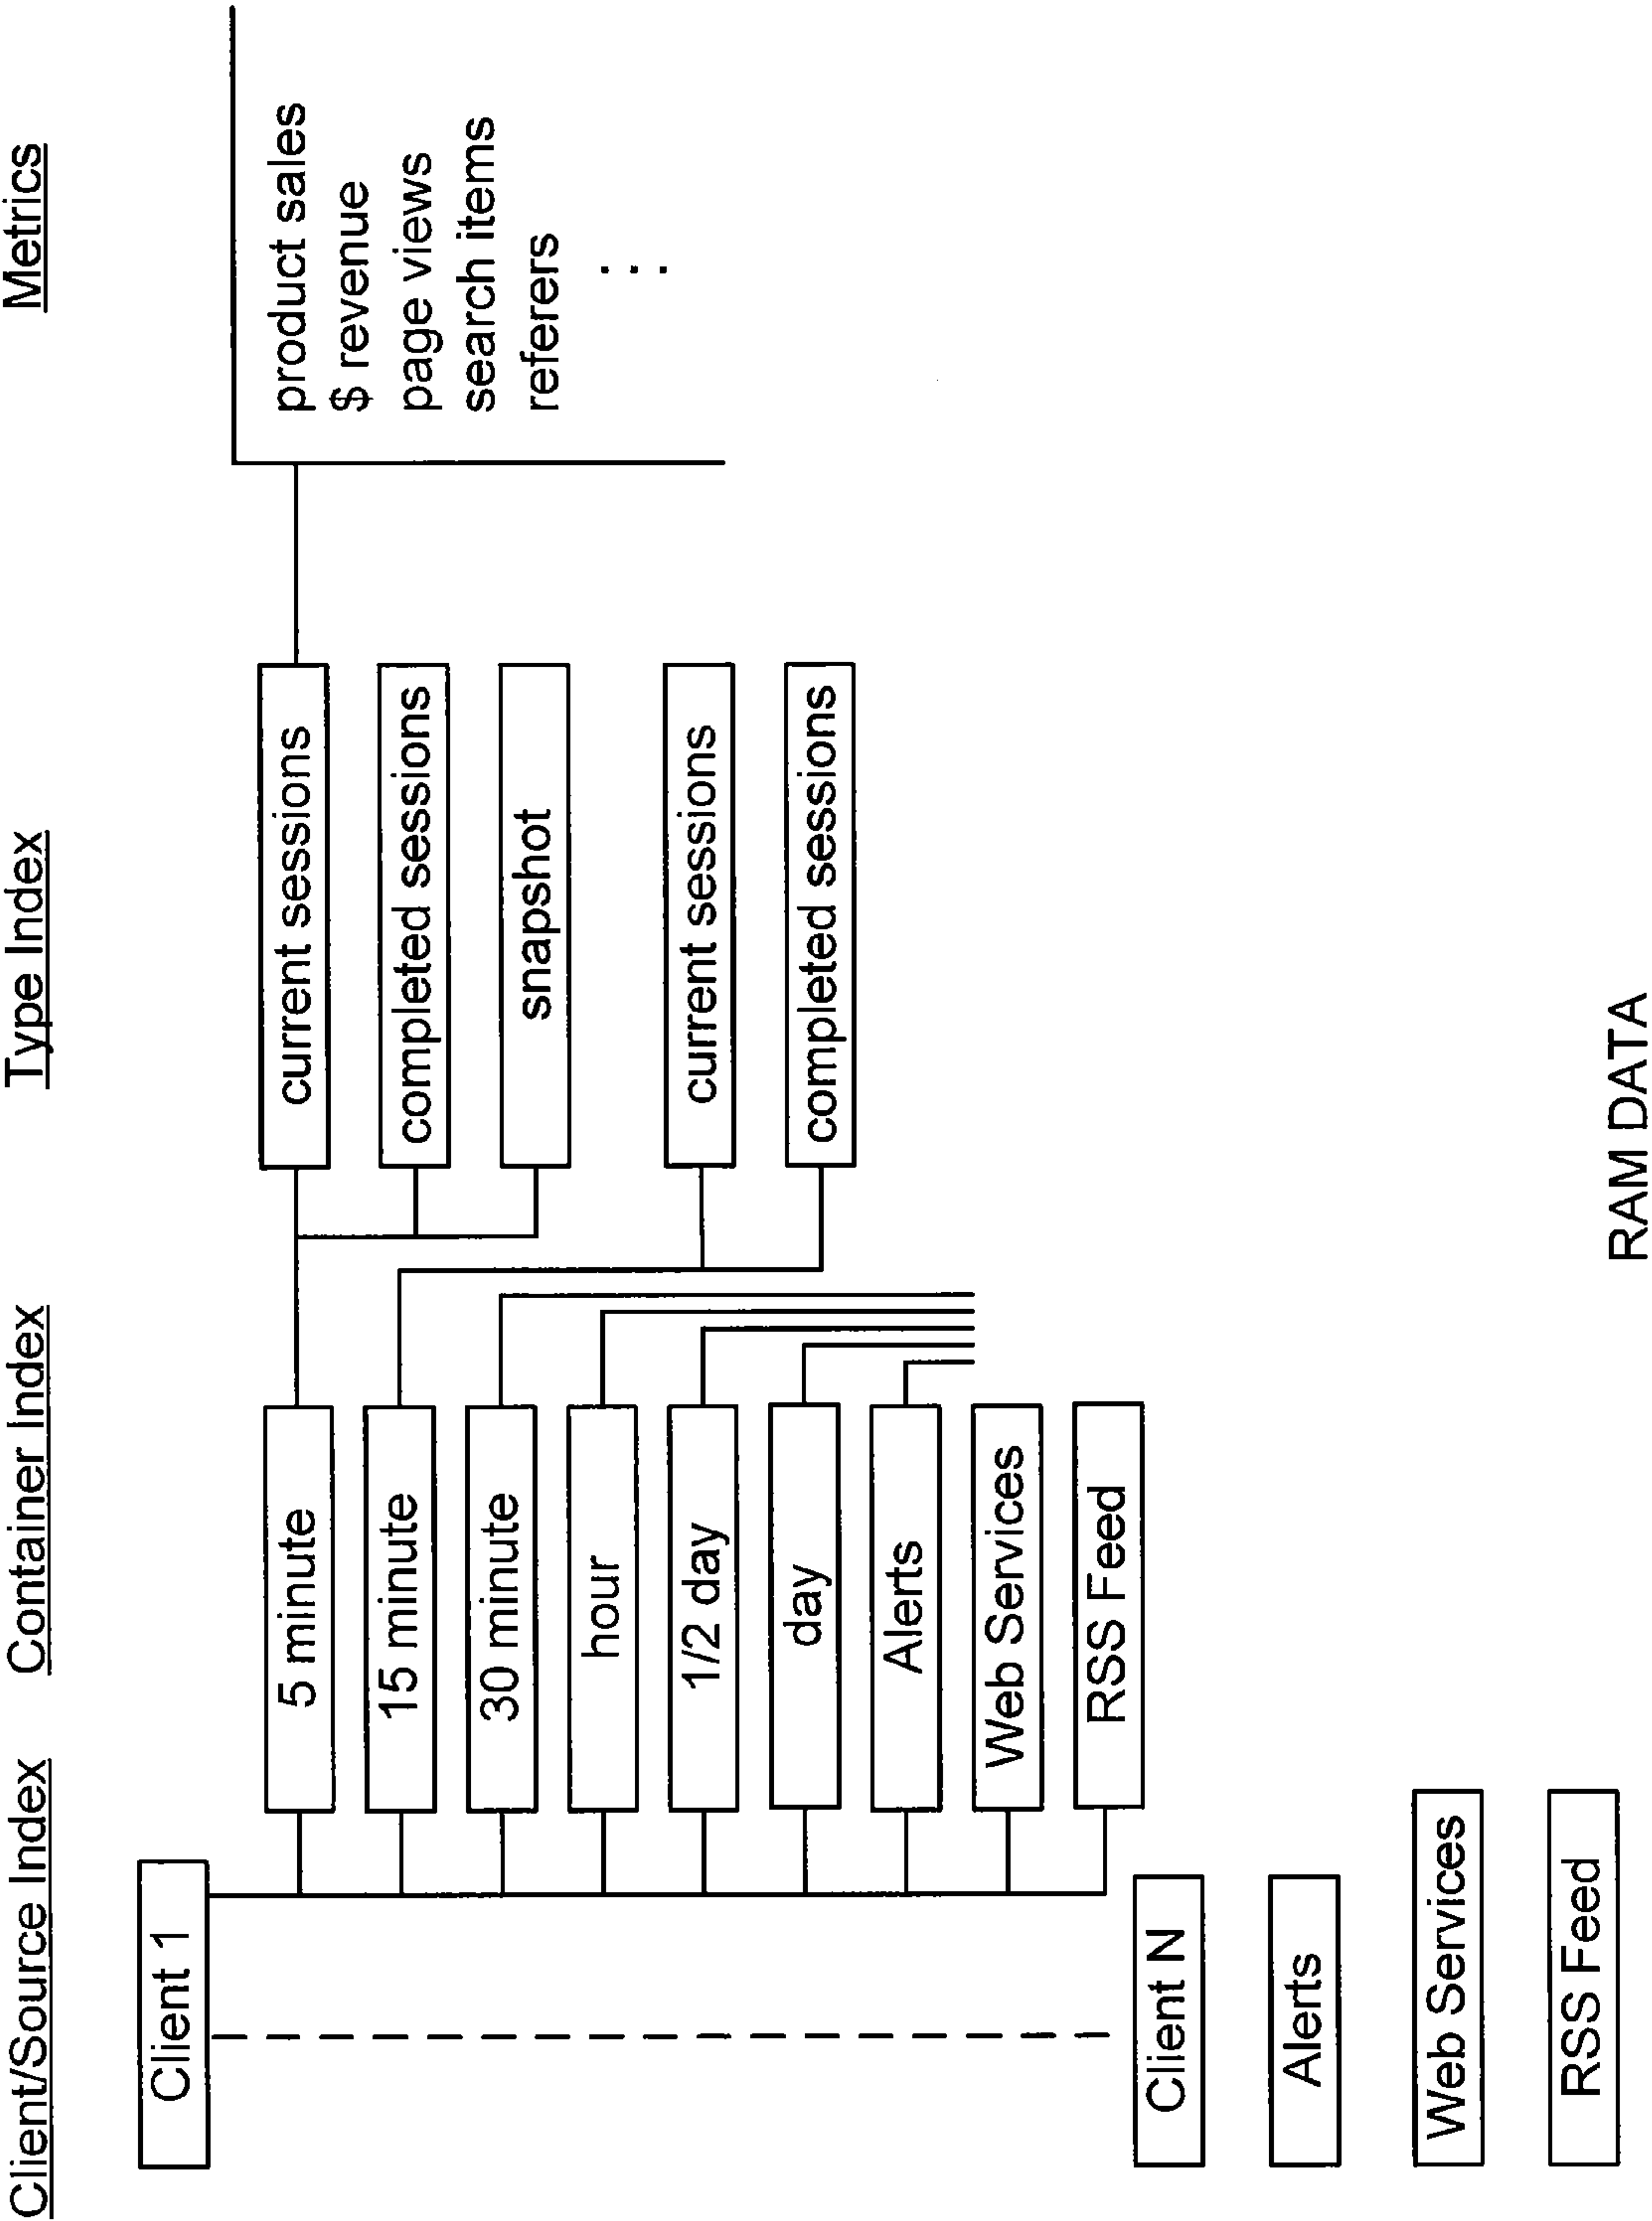 Client/Source Index
Container Index
Type Index
Metrics
Client 1
5 minute
15 minute
30 minute
hour
1/2 day
day
Alerts
Web Services
RSS Feed
current sessions
completed sessions
snapshot
current sessions
completed sessions
product sales
$ revenue
page views
search items
referers
...
Client N
Alerts
Web Services
RSS Feed
RAM DATA